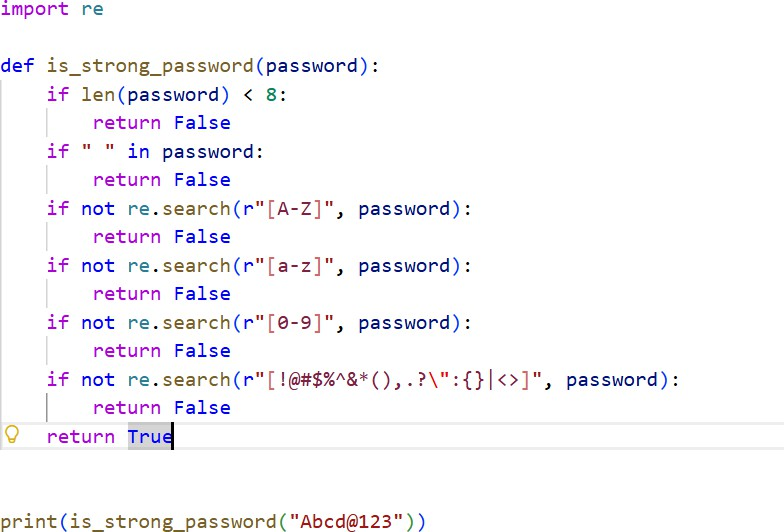 import re

def is_strong_password(password):
    if len(password) < 8:
        return False
    if " " in password:
        return False
    if not re.search(r"[A-Z]", password):
        return False
    if not re.search(r"[a-z]", password):
        return False
    if not re.search(r"[0-9]", password):
        return False
    if not re.search(r"[!@#$%^&*(),.?\":{}|<>]", password):
        return False
    return True


print(is_strong_password("Abcd@123"))